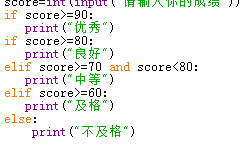 score=int(input("请输入你的成绩"))
if score>=90:
    print("优秀")
if score>=80:
    print("良好")
elif score>=70 and score<80:
    print("中等")
elif score>=60:
    print("及格")
else:
    print("不及格")